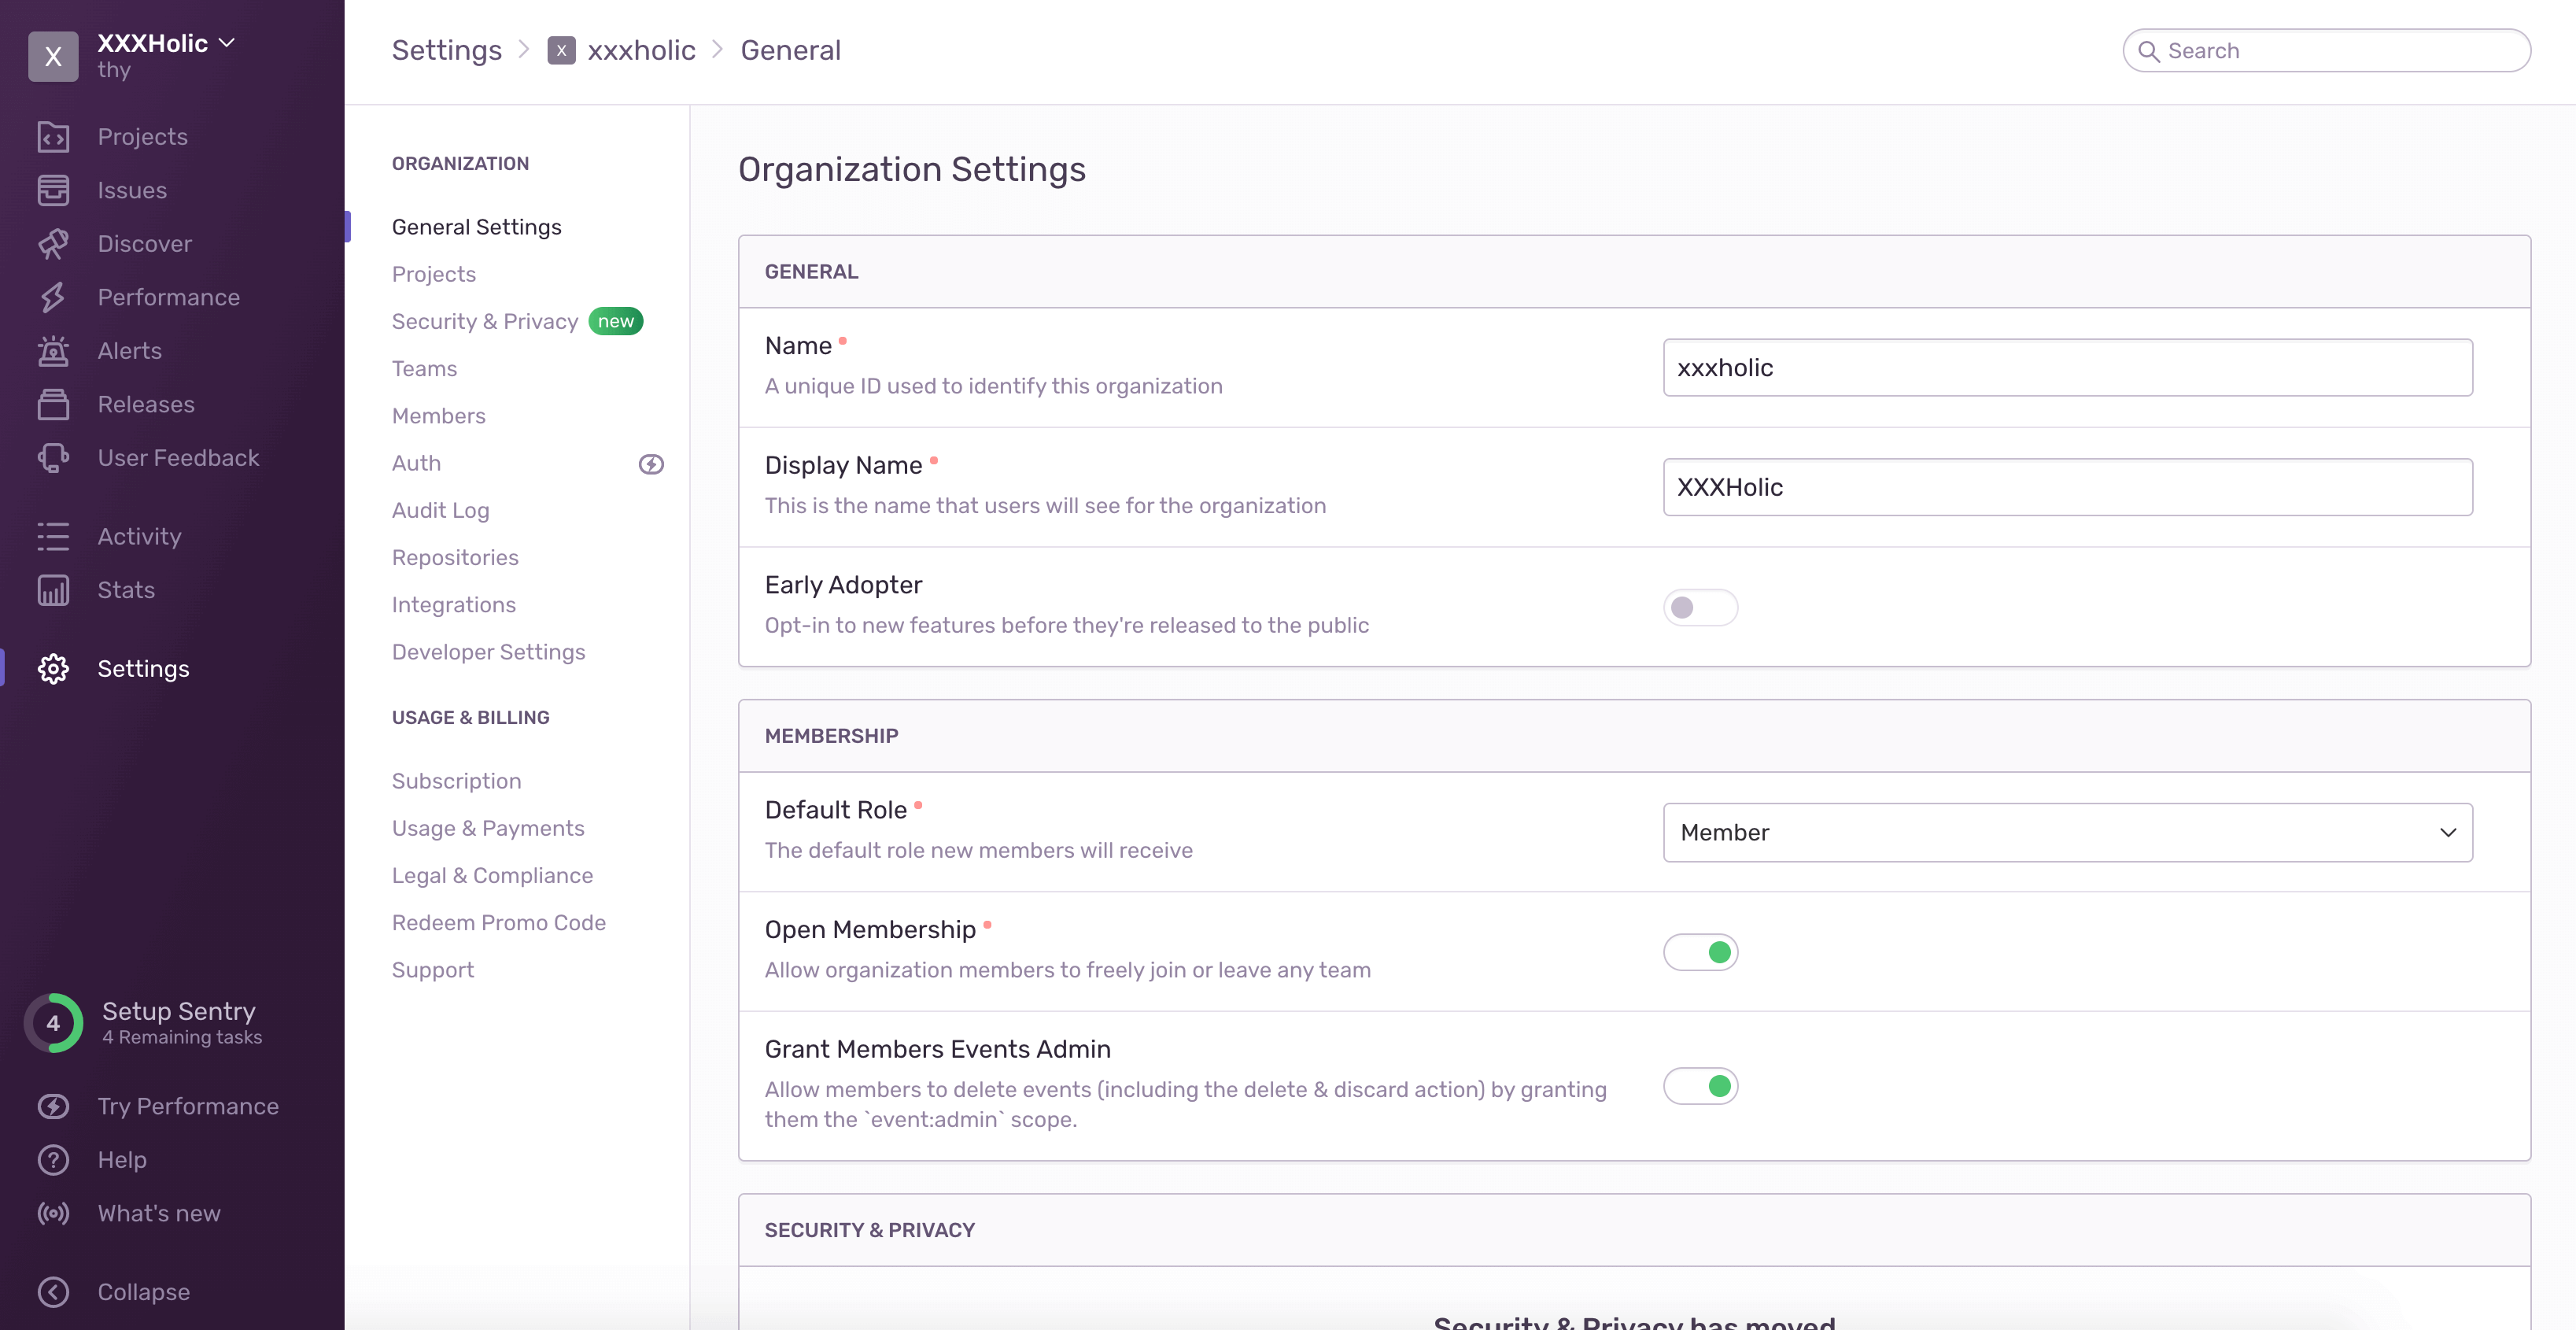 X
XXXHolic
thy
Projects
Issues
Discover
Performance
Alerts
Releases
User Feedback
Activity
Stats
Settings
4
Setup Sentry
4 Remaining tasks
Try Performance
Help
What's new
Collapse
Settings > X xxxholic > General
Search
ORGANIZATION
General Settings
Projects
Security & Privacy new
Teams
Members
Auth
Audit Log
Repositories
Integrations
Developer Settings
USAGE & BILLING
Subscription
Usage & Payments
Legal & Compliance
Redeem Promo Code
Support
Organization Settings
GENERAL
Name
A unique ID used to identify this organization
xxxholic
Display Name
This is the name that users will see for the organization
XXXHolic
Early Adopter
Opt-in to new features before they're released to the public
MEMBERSHIP
Default Role
The default role new members will receive
Member
Open Membership
Allow organization members to freely join or leave any team
Grant Members Events Admin
Allow members to delete events (including the delete & discard action) by granting
them the `event:admin` scope.
SECURITY & PRIVACY
Security & Privacy has moved